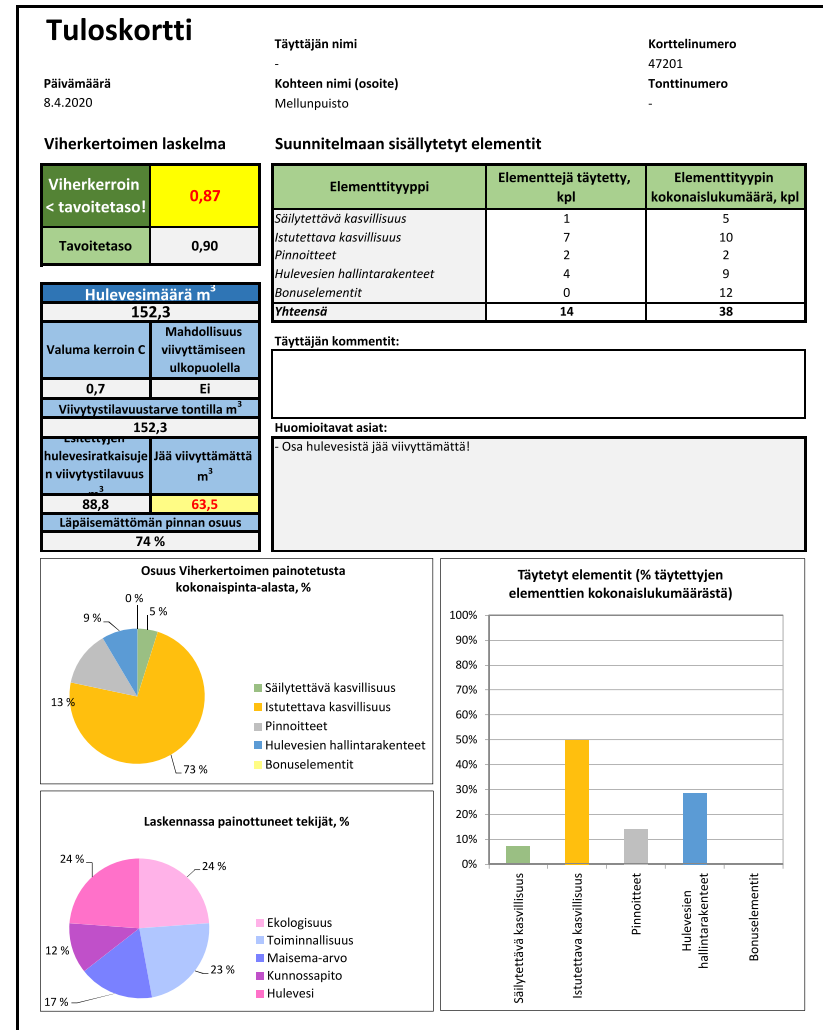 Tuloskortti
Täyttäjän nimi
Korttelinumero
-
47201
Päivämäärä
Kohteen nimi (osoite)
Tonttinumero
8.4.2020
Mellunpuisto
-
Viherkertoimen laskelma
Suunnitelmaan sisällytetyt elementit
Viherkerroin
< tavoitetaso!
0,87
Tavoitetaso
0,90
Elementtityyppi
Elementtejä täytetty,
kpl
Elementtityypin
kokonaislukumäärä, kpl
Säilytettävä kasvillisuus 1 5
Istutettava kasvillisuus 7 10
Pinnoitteet 2 2
Hulevesien hallintarakenteet 4 9
Bonuselementit 0 12
Yhteensä 14 38
Hulevesimäärä m³
152,3
Valuma kerroin C
Mahdollisuus
viivyttämiseen
ulkopuolella
0,7
Ei
Viivytystilavuustarve tontilla m³
152,3
Esitettyjen
hulevesiratkaisuje
n viivytystilavuus
m³
Jää viivyttämättä
m³
88,8
63,5
Läpäisemättömän pinnan osuus
74 %
Täyttäjän kommentit:
Huomioitavat asiat:
- Osa hulevesistä jää viivyttämättä!
Osuus Viherkertoimen painotetusta
kokonaispinta-alasta, %
0 %
5 %
9 %
13 %
73 %
Säilytettävä kasvillisuus
Istutettava kasvillisuus
Pinnoitteet
Hulevesien hallintarakenteet
Bonuselementit
Laskennassa painottuneet tekijät, %
24 %
24 %
12 %
23 %
17 %
Ekologisuus
Toiminnallisuus
Maisema-arvo
Kunnossapito
Hulevesi
Täytetyt elementit (% täytettyjen
elementtien kokonaislukumäärästä)
100%
90%
80%
70%
60%
50%
40%
30%
20%
10%
0%
Säilytettävä kasvillisuus
Istutettava kasvillisuus
Pinnoitteet
Hulevesien
hallintarakenteet
Bonuselementit